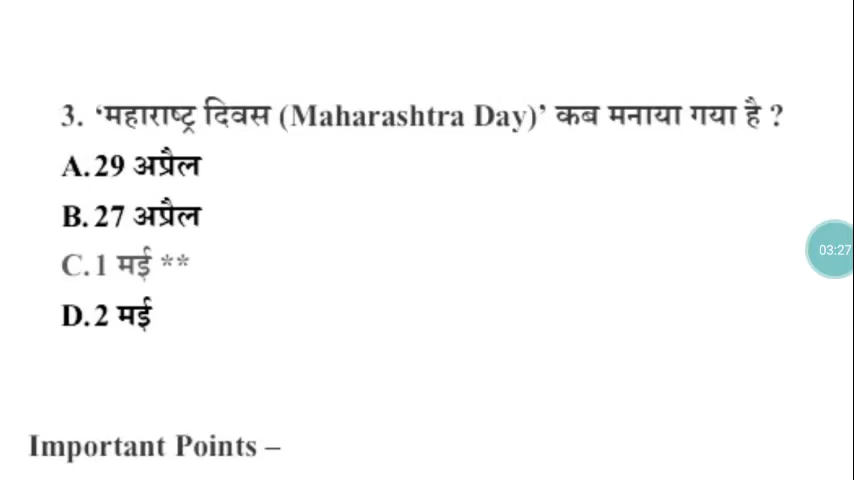 3. ‘महाराष्ट्र दिवस (Maharashtra Day)’ कब मनाया गया है ?
A. 29 अप्रैल
B. 27 अप्रैल
C. 1 मई **
03:27
D. 2 मई
Important Points –